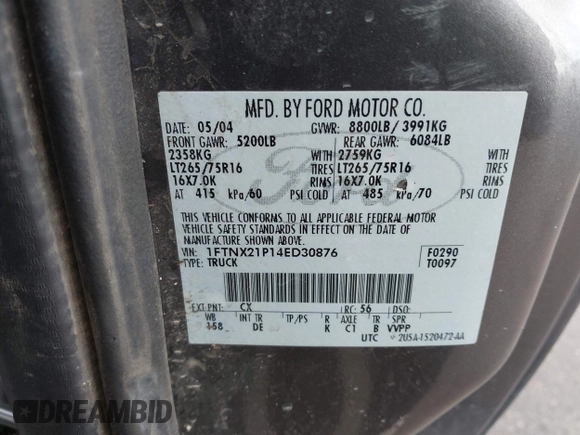 MFD. BY FORD MOTOR CO.
DATE: 05/04 GVWR: 8800LB/ 3991KG
FRONT GAWR: 5200LB REAR GAWR: 6084LB
2358KG WITH 2759KG WITH
LT265/75R16 TIRES LT265/75R16 TIRES
16X7.0K RIMS 16X7.0K RIMS
AT 415 kPa/60 PSI COLD AT 485 kPa/70 PSI COLD
THIS VEHICLE CONFORMS TO ALL APPLICABLE FEDERAL MOTOR
VEHICLE SAFETY STANDARDS IN EFFECT ON THE DATE OF
MANUFACTURE SHOWN ABOVE.
VIN: 1FTNX21P14ED30876 F0290
TYPE: TRUCK T0097
EXT PNT: CX RC: 56 DSO:
WB INT TR TP/PS R AXLE TR SPR
158 DE K C1 B VVPP
UTC 2USA-1520472-AA
Ford
DREAMBID